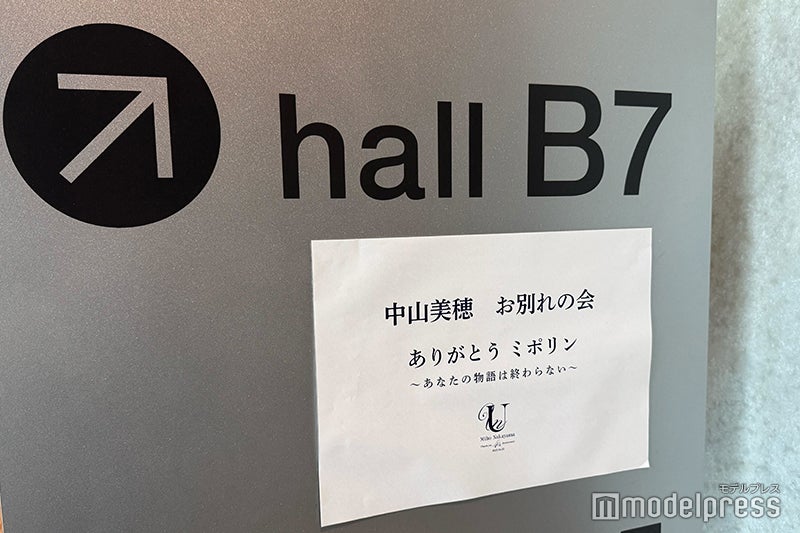 hall B7
中山美穂　お別れの会
ありがとう ミポリン
～あなたの物語は終わらない～
Miho Nakayama
モデルプレス
modelpress